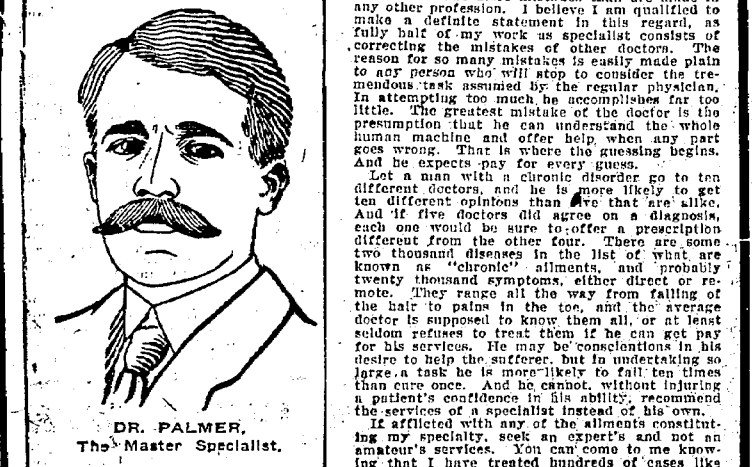 DR. PALMER,
The Master Specialist.
any other profession. I believe I am qualified to
make a definite statement in this regard, as
fully half of my work as specialist consists of
correcting the mistakes of other doctors. The
reason for so many mistakes is easily made plain
to any person who will stop to consider the tre-
mendous task assumed by the regular physician.
In attempting too much he accomplishes far too
little. The greatest mistake of the doctor is the
presumption that he can understand the whole
human machine and offer help when any part
goes wrong. That is where the guessing begins.
And he expects pay for every guess.
Let a man with a chronic disorder go to ten
different doctors, and he is more likely to get
ten different opinions than five that are alike.
And if five doctors did agree on a diagnosis,
each one would be sure to offer a prescription
different from the other four. There are some
two thousand diseases in the list of what are
known as "chronic" ailments, and probably
twenty thousand symptoms, either direct or re-
mote. They range all the way from falling of
the hair to pains in the toe, and the average
doctor is supposed to know them all, or at least
seldom refuses to treat them if he can get pay
for his services. He may be conscientious in his
desire to help the sufferer, but in undertaking so
large a task he is more likely to fail ten times
than cure once. And he cannot, without injuring
a patient's confidence in his ability, recommend
the services of a specialist instead of his own.
If afflicted with any of the ailments constitut-
ing my specialty, seek an expert's and not an
amateur's services. You can come to me know-
ing that I have treated hundreds of cases like